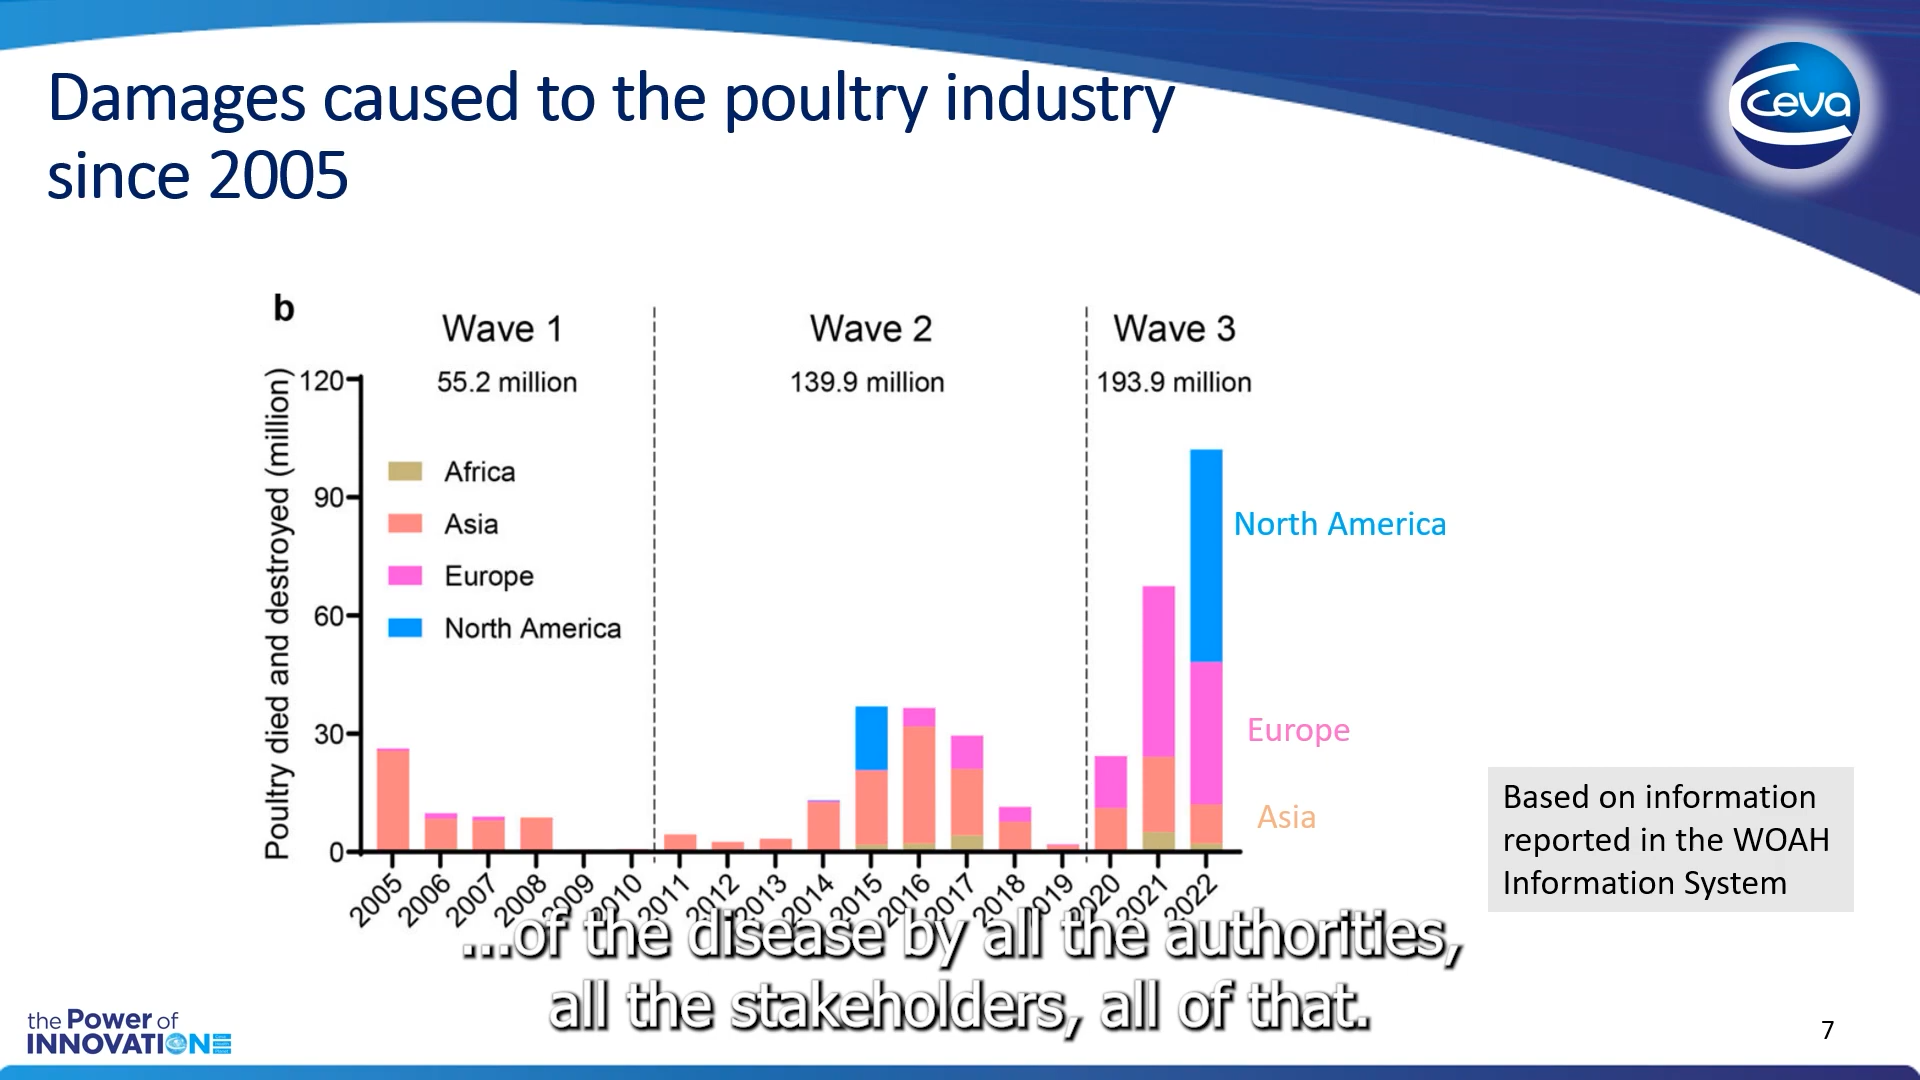 Damages caused to the poultry industry
since 2005
Ceva
b
Wave 1
Wave 2
Wave 3
55.2 million
139.9 million
193.9 million
Poultry died and destroyed (million)
120
90
60
30
0
Africa
Asia
Europe
North America
North America
Europe
Asia
2005
2006
2007
2008
2009
2010
2011
2012
2013
2014
2015
2016
2017
2018
2019
2020
2021
2022
Based on information
reported in the WOAH
Information System
...of the disease by all the authorities,
all the stakeholders, all of that.
the Power of
INNOVATIONE
7